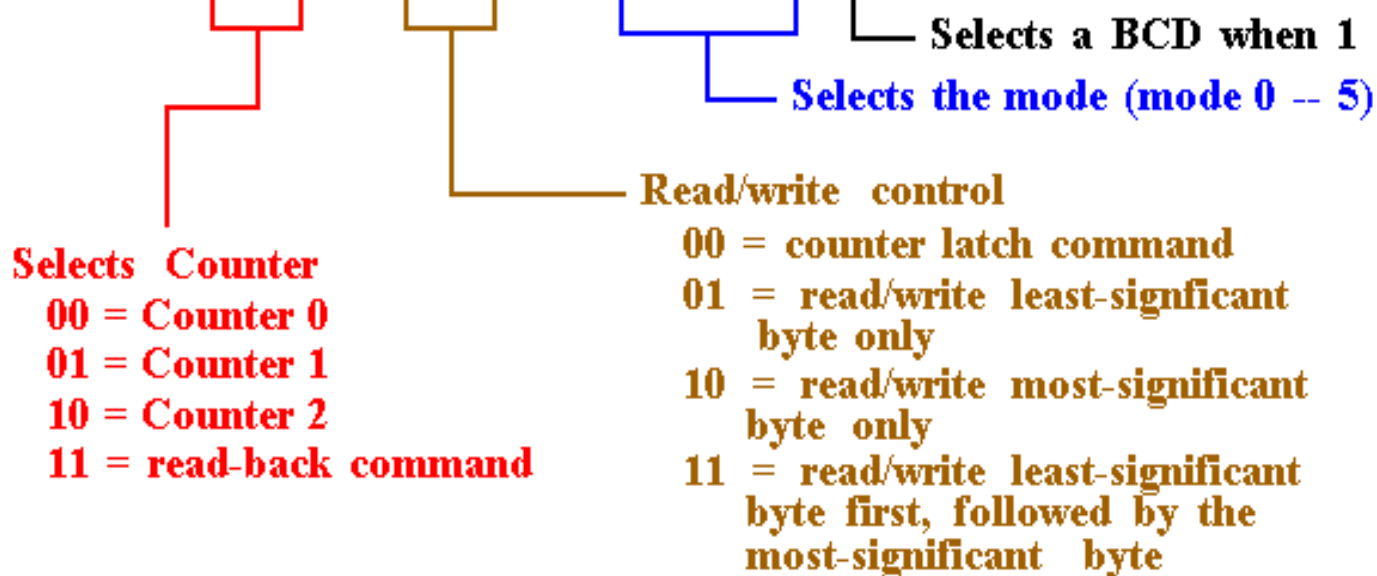 Selects a BCD when 1
Selects the mode (mode 0 -- 5)
Read/write control
00 = counter latch command
01 = read/write least-signficant
byte only
10 = read/write most-significant
byte only
11 = read/write least-significant
byte first, followed by the
most-significant byte
Selects Counter
00 = Counter 0
01 = Counter 1
10 = Counter 2
11 = read-back command